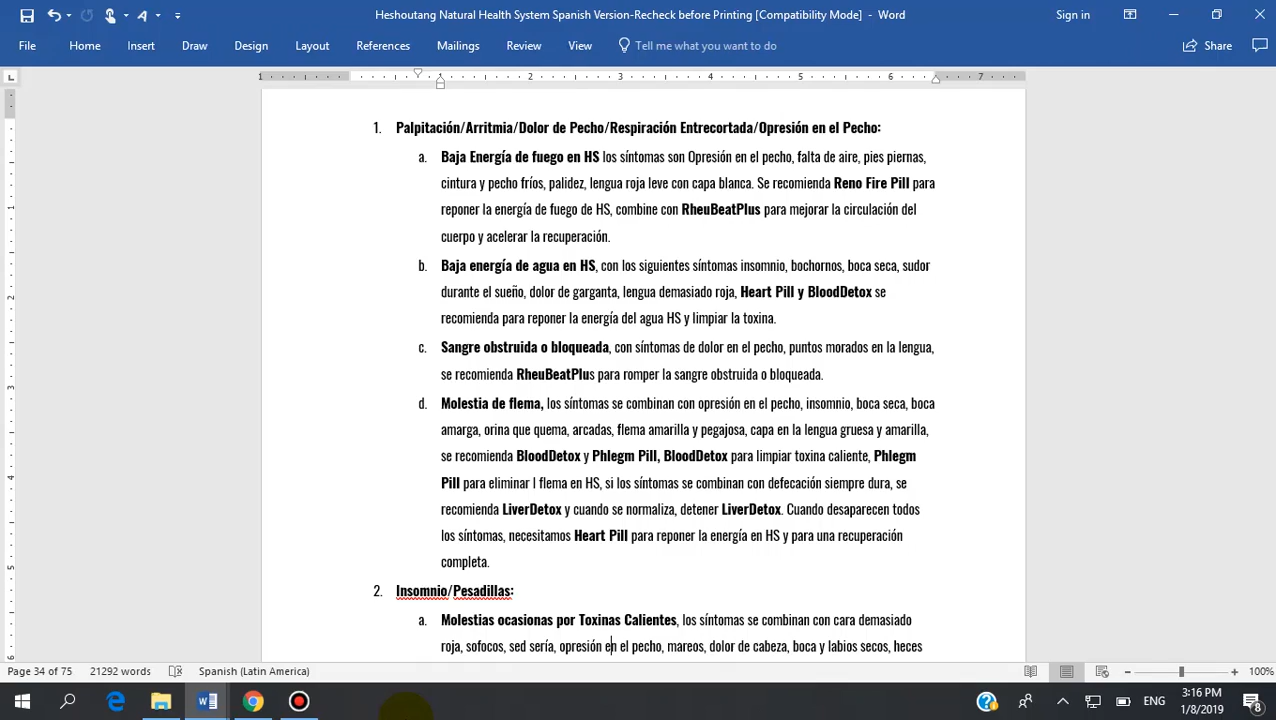 Heshoutang Natural Health System Spanish Version-Recheck before Printing [Compatibility Mode] - Word
Sign in
File Home Insert Draw Design Layout References Mailings Review View Tell me what you want to do Share
1 1 2 3 4 5 6 7
1. Palpitación/Arritmia/Dolor de Pecho/Respiración Entrecortada/Opresión en el Pecho:
a. Baja Energía de fuego en HS los síntomas son Opresión en el pecho, falta de aire, pies piernas,
cintura y pecho fríos, palidez, lengua roja leve con capa blanca. Se recomienda Reno Fire Pill para
reponer la energía de fuego de HS, combine con RheuBeatPlus para mejorar la circulación del
cuerpo y acelerar la recuperación.
b. Baja energía de agua en HS, con los siguientes síntomas insomnio, bochornos, boca seca, sudor
durante el sueño, dolor de garganta, lengua demasiado roja, Heart Pill y BloodDetox se
recomienda para reponer la energía del agua HS y limpiar la toxina.
c. Sangre obstruida o bloqueada, con síntomas de dolor en el pecho, puntos morados en la lengua,
se recomienda RheuBeatPlus para romper la sangre obstruida o bloqueada.
d. Molestia de flema, los síntomas se combinan con opresión en el pecho, insomnio, boca seca, boca
amarga, orina que quema, arcadas, flema amarilla y pegajosa, capa en la lengua gruesa y amarilla,
se recomienda BloodDetox y Phlegm Pill, BloodDetox para limpiar toxina caliente, Phlegm
Pill para eliminar l flema en HS, si los síntomas se combinan con defecación siempre dura, se
recomienda LiverDetox y cuando se normaliza, detener LiverDetox. Cuando desaparecen todos
los síntomas, necesitamos Heart Pill para reponer la energía en HS y para una recuperación
completa.
2. Insomnio/Pesadillas:
a. Molestias ocasionas por Toxinas Calientes, los síntomas se combinan con cara demasiado
roja, sofocos, sed sería, opresión en el pecho, mareos, dolor de cabeza, boca y labios secos, heces
Page 34 of 75 21292 words Spanish (Latin America) 100%
ENG
3:16 PM
1/8/2019
8